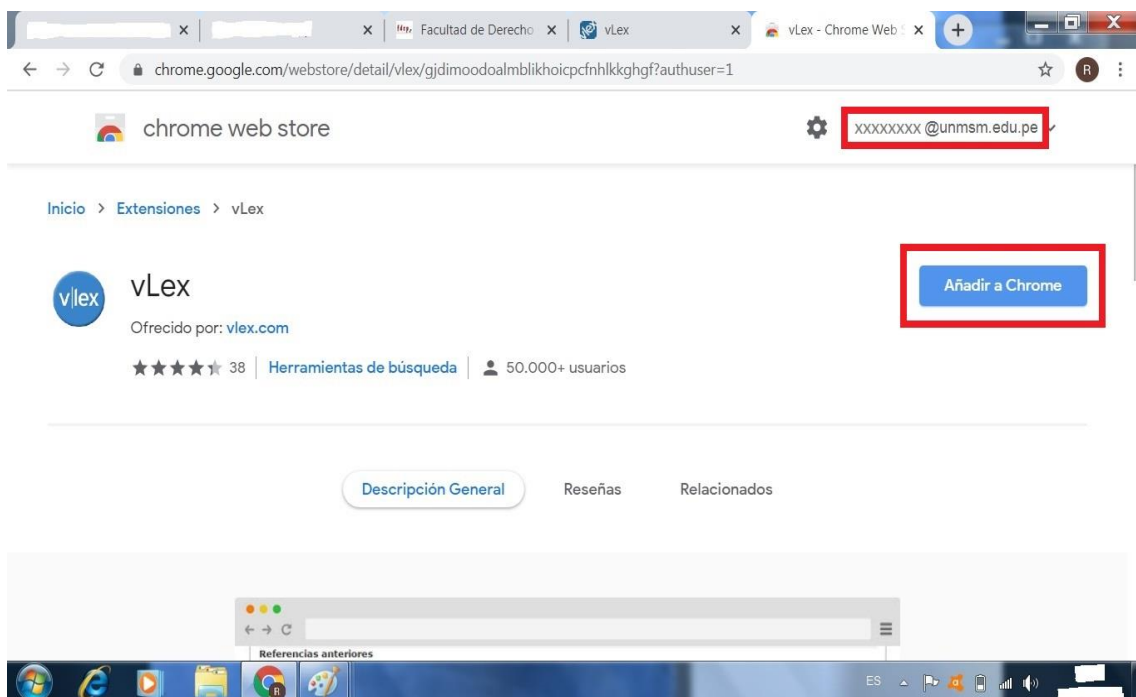 Facultad de Derecho
vLex
vLex - Chrome Web S
chrome.google.com/webstore/detail/vlex/gjdimoodoalmblikhoicpcfnhlkkghgf?authuser=1
R
chrome web store
xxxxxxxx @unmsm.edu.pe
Inicio > Extensiones > vLex
v|lex
vLex
Añadir a Chrome
Ofrecido por: vlex.com
38 | Herramientas de búsqueda | 50.000+ usuarios
Descripción General
Reseñas
Relacionados
Referencias anteriores
R
ES